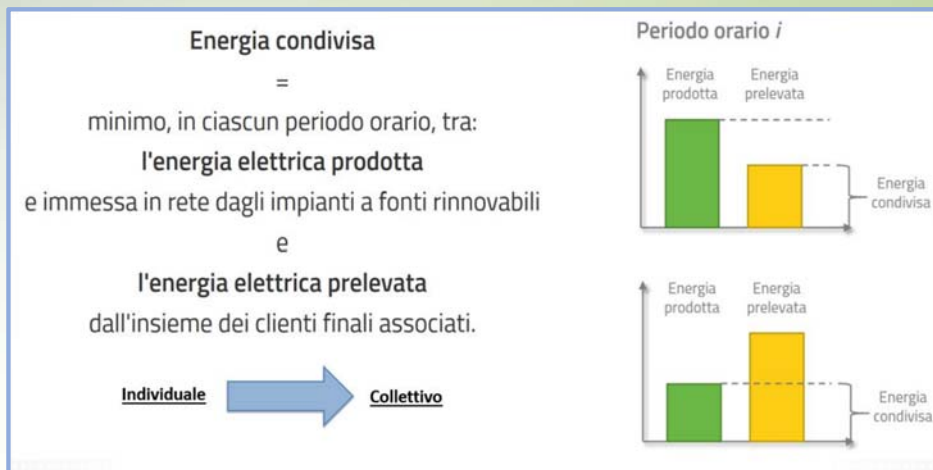 Energia condivisa
=
minimo, in ciascun periodo orario, tra:
l'energia elettrica prodotta
e immessa in rete dagli impianti a fonti rinnovabili
e
l'energia elettrica prelevata
dall'insieme dei clienti finali associati.
Individuale
Collettivo
Periodo orario i
Energia
prodotta
Energia
prelevata
Energia
condivisa
Energia
prodotta
Energia
prelevata
Energia
condivisa